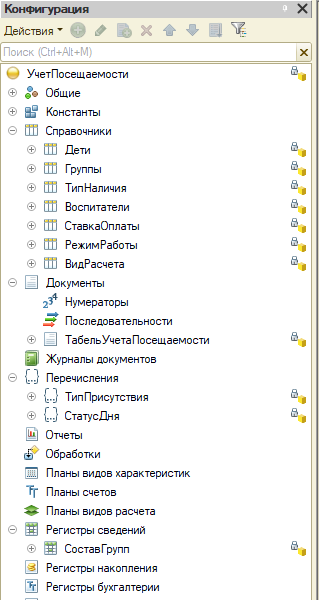 Конфигурация
Действия
Поиск (Ctrl+Alt+M)
УчетПосещаемости
Общие
Константы
Справочники
Дети
Группы
ТипНаличия
Воспитатели
СтавкаОплаты
РежимРаботы
ВидРасчета
Документы
Нумераторы
Последовательности
ТабельУчетаПосещаемости
Журналы документов
Перечисления
ТипПрисутствия
СтатусДня
Отчеты
Обработки
Планы видов характеристик
Планы счетов
Планы видов расчета
Регистры сведений
СоставГрупп
Регистры накопления
Регистры бухгалтерии